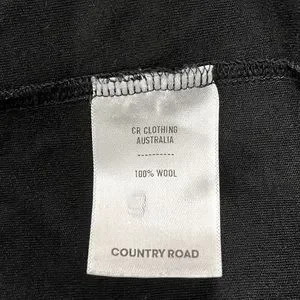 CR CLOTHING
AUSTRALIA
100% WOOL
COUNTRY ROAD